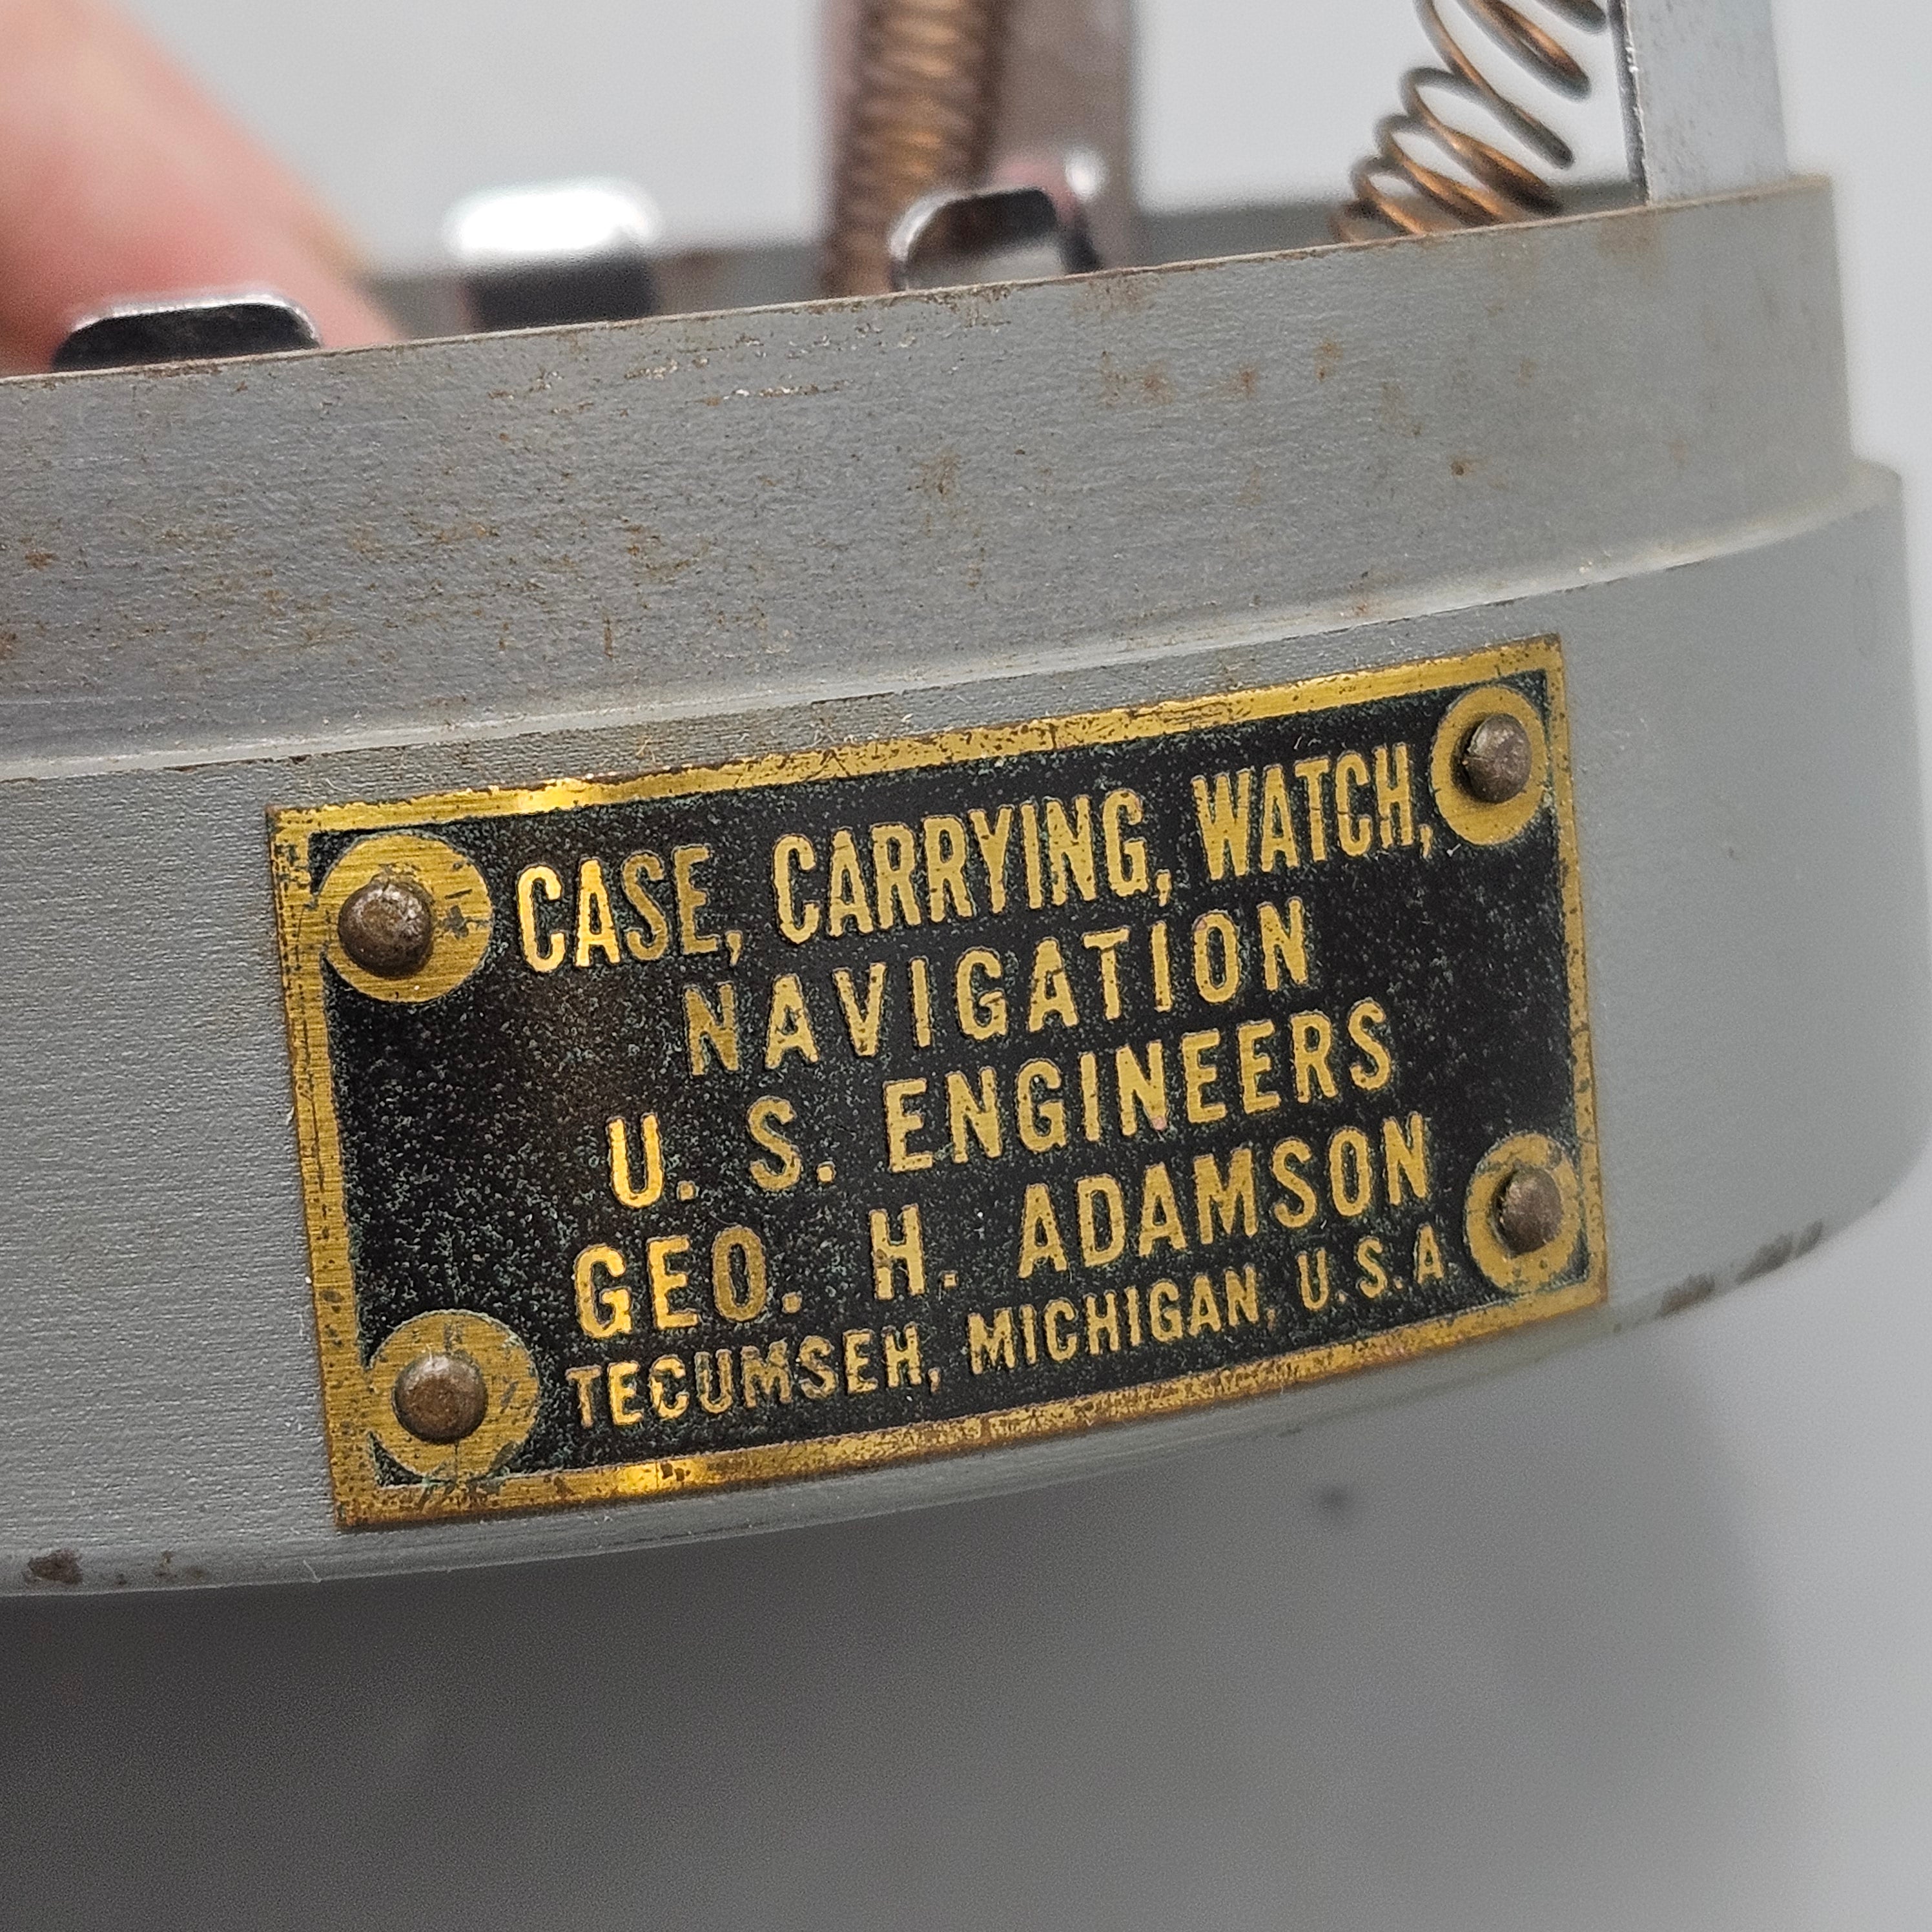 CASE, CARRYING, WATCH,
NAVIGATION
U. S. ENGINEERS
GEO. H. ADAMSON
TECUMSEH, MICHIGAN, U.S.A.